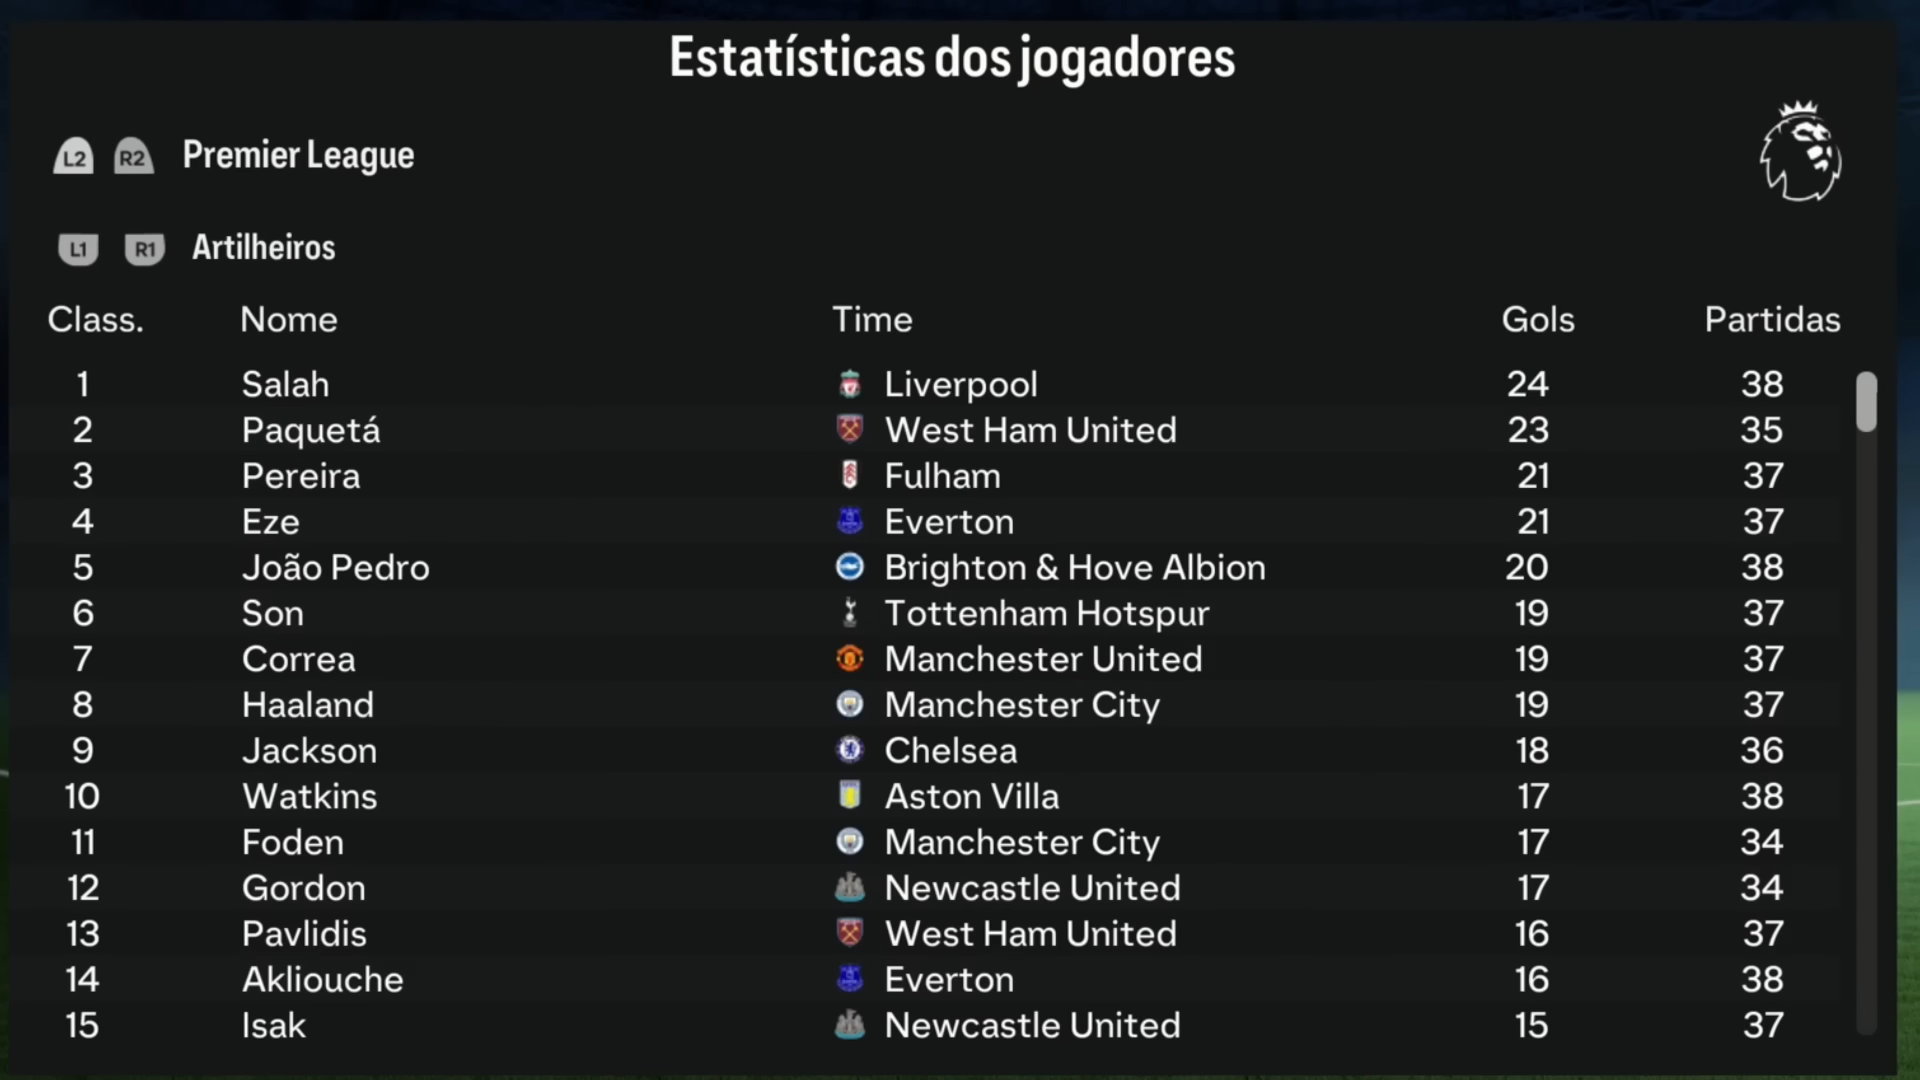 Estatísticas dos jogadores
L2 R2 Premier League
L1 R1 Artilheiros
Class. Nome Time Gols Partidas
1 Salah Liverpool 24 38
2 Paquetá West Ham United 23 35
3 Pereira Fulham 21 37
4 Eze Everton 21 37
5 João Pedro Brighton & Hove Albion 20 38
6 Son Tottenham Hotspur 19 37
7 Correa Manchester United 19 37
8 Haaland Manchester City 19 37
9 Jackson Chelsea 18 36
10 Watkins Aston Villa 17 38
11 Foden Manchester City 17 34
12 Gordon Newcastle United 17 34
13 Pavlidis West Ham United 16 37
14 Akliouche Everton 16 38
15 Isak Newcastle United 15 37